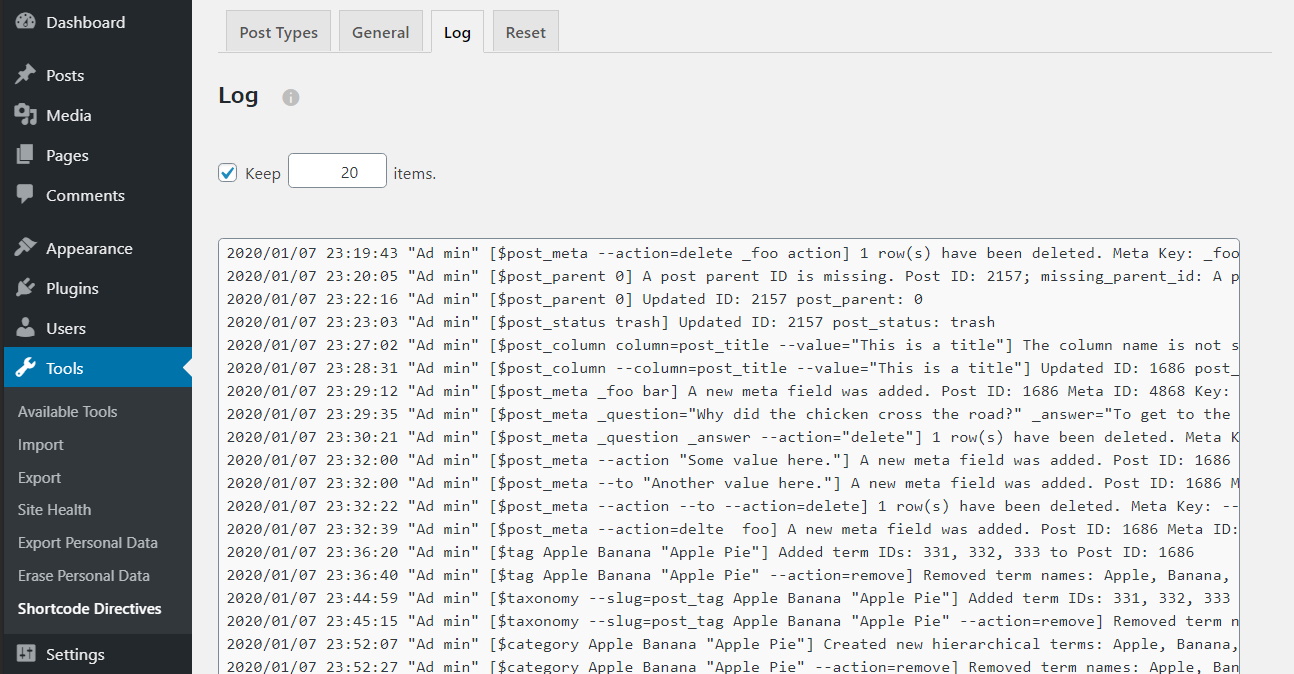 Dashboard
Posts
Media
Pages
Comments
Appearance
Plugins
Users
Tools
Available Tools
Import
Export
Site Health
Export Personal Data
Erase Personal Data
Shortcode Directives
Settings
Post Types General Log Reset
Log
Keep 20 items.
2020/01/07 23:19:43 "Ad min" [$post_meta --action=delete _foo action] 1 row(s) have been deleted. Meta Key: _foo
2020/01/07 23:20:05 "Ad min" [$post_parent 0] A post parent ID is missing. Post ID: 2157; missing_parent_id: A p
2020/01/07 23:22:16 "Ad min" [$post_parent 0] Updated ID: 2157 post_parent: 0
2020/01/07 23:23:03 "Ad min" [$post_status trash] Updated ID: 2157 post_status: trash
2020/01/07 23:27:02 "Ad min" [$post_column column=post_title --value="This is a title"] The column name is not s
2020/01/07 23:28:31 "Ad min" [$post_column --column=post_title --value="This is a title"] Updated ID: 1686 post_
2020/01/07 23:29:12 "Ad min" [$post_meta _foo bar] A new meta field was added. Post ID: 1686 Meta ID: 4868 Key:
2020/01/07 23:29:35 "Ad min" [$post_meta _question="Why did the chicken cross the road?" _answer="To get to the
2020/01/07 23:30:21 "Ad min" [$post_meta _question _answer --action="delete"] 1 row(s) have been deleted. Meta K
2020/01/07 23:32:00 "Ad min" [$post_meta --action "Some value here."] A new meta field was added. Post ID: 1686
2020/01/07 23:32:00 "Ad min" [$post_meta --to "Another value here."] A new meta field was added. Post ID: 1686 M
2020/01/07 23:32:22 "Ad min" [$post_meta --action --to --action=delete] 1 row(s) have been deleted. Meta Key: --
2020/01/07 23:32:39 "Ad min" [$post_meta --action=delte  foo] A new meta field was added. Post ID: 1686 Meta ID:
2020/01/07 23:36:20 "Ad min" [$tag Apple Banana "Apple Pie"] Added term IDs: 331, 332, 333 to Post ID: 1686
2020/01/07 23:36:40 "Ad min" [$tag Apple Banana "Apple Pie" --action=remove] Removed term names: Apple, Banana,
2020/01/07 23:44:59 "Ad min" [$taxonomy --slug=post_tag Apple Banana "Apple Pie"] Added term IDs: 331, 332, 333
2020/01/07 23:45:15 "Ad min" [$taxonomy --slug=post_tag Apple Banana "Apple Pie" --action=remove] Removed term n
2020/01/07 23:52:07 "Ad min" [$category Apple Banana "Apple Pie"] Created new hierarchical terms: Apple, Banana,
2020/01/07 23:52:27 "Ad min" [$category Apple Banana "Apple Pie" --action=remove] Removed term names: Apple, Ban